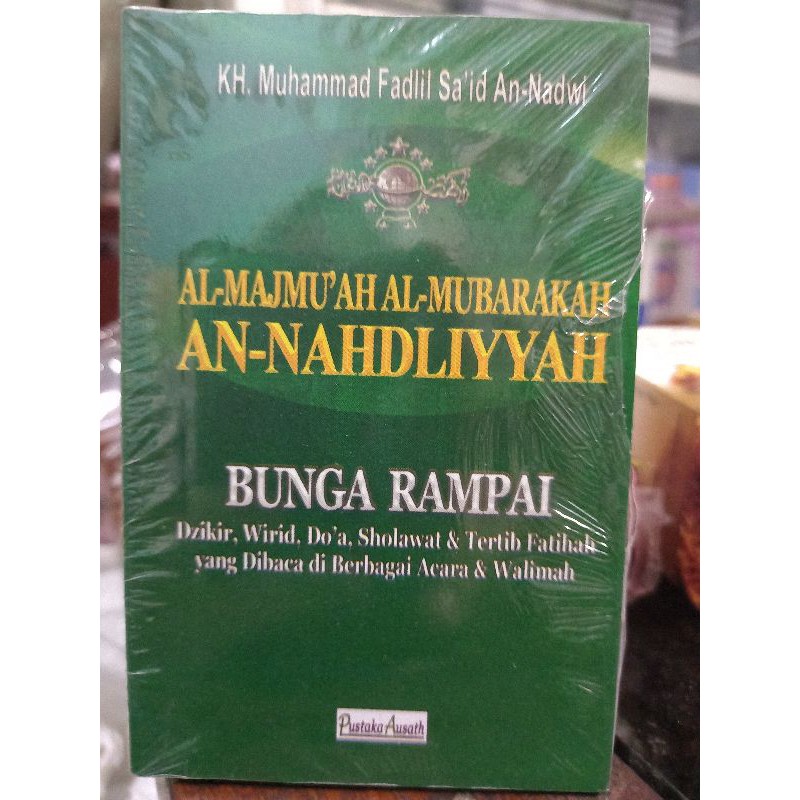 KH. Muhammad Fadlil Sa'id An-Nadwi
AL-MAJMU'AH AL-MUBARAKAH
AN-NAHDLIYYAH
BUNGA RAMPAI
Dzikir, Wirid, Do'a, Sholawat & Tertib Fatihah
yang Dibaca di Berbagai Acara & Walimah
Pustaka Ausath